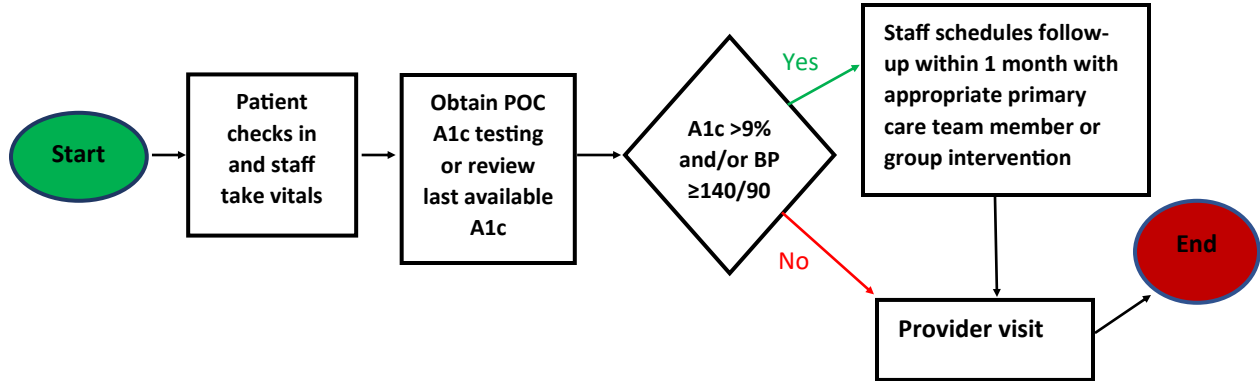 Start
Patient
checks in
and staff
take vitals
Obtain POC
A1c testing
or review
last available
A1c
A1c >9%
and/or BP
≥140/90
Yes
No
Staff schedules follow-
up within 1 month with
appropriate primary
care team member or
group intervention
Provider visit
End